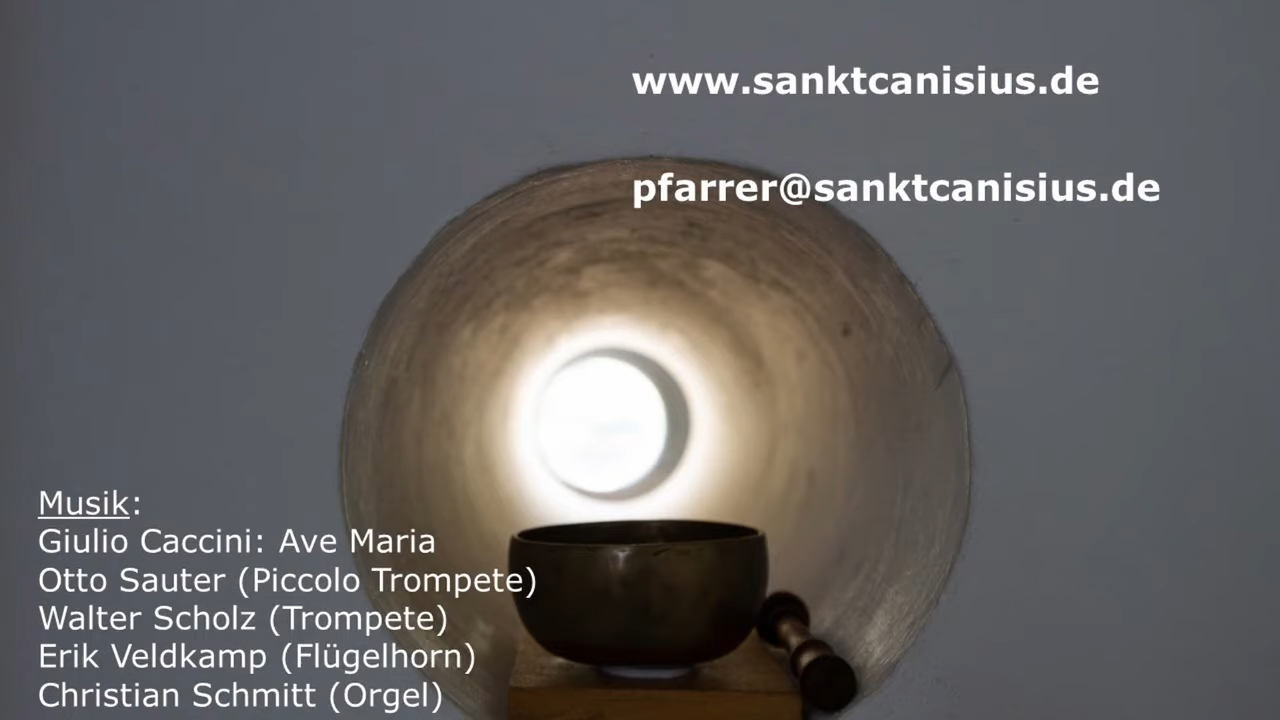 www.sanktcanisius.de
pfarrer@sanktcanisius.de
Musik:
Giulio Caccini: Ave Maria
Otto Sauter (Piccolo Trompete)
Walter Scholz (Trompete)
Erik Veldkamp (Flügelhorn)
Christian Schmitt (Orgel)